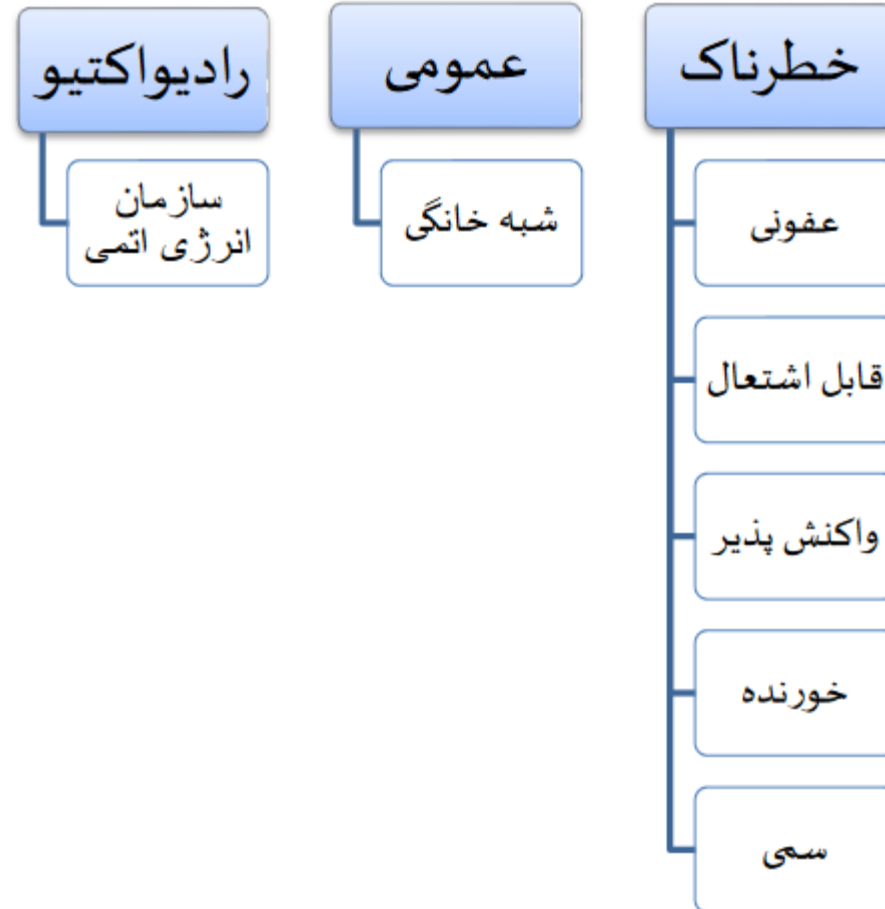 خطرناک
عفونی
قابل اشتعال
واکنش پذیر
خورنده
سمی
عمومی
شبه خانگی
رادیواکتیو
سازمان
انرژی اتمی